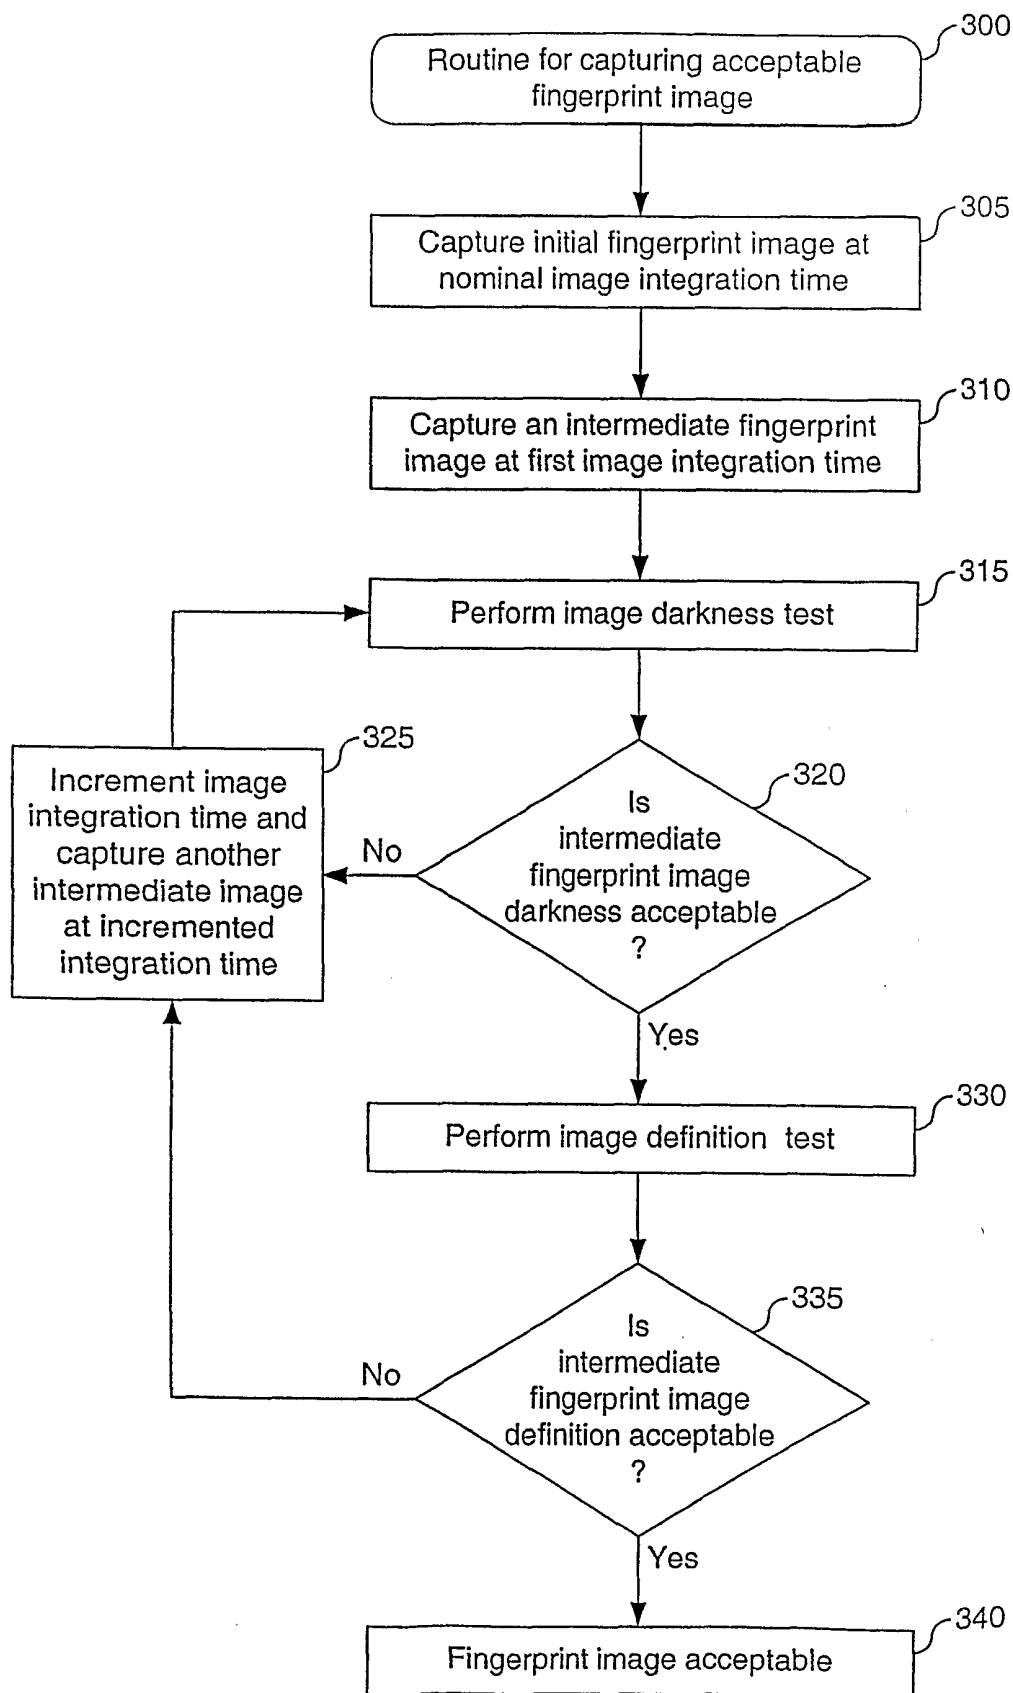 300
Routine for capturing acceptable
fingerprint image
305
Capture initial fingerprint image at
nominal image integration time
310
Capture an intermediate fingerprint
image at first image integration time
315
Perform image darkness test
325
Increment image
integration time and
capture another
intermediate image
at incremented
integration time
320
Is
intermediate
fingerprint image
darkness acceptable
?
No
Yes
330
Perform image definition test
335
Is
intermediate
fingerprint image
definition acceptable
?
No
Yes
340
Fingerprint image acceptable